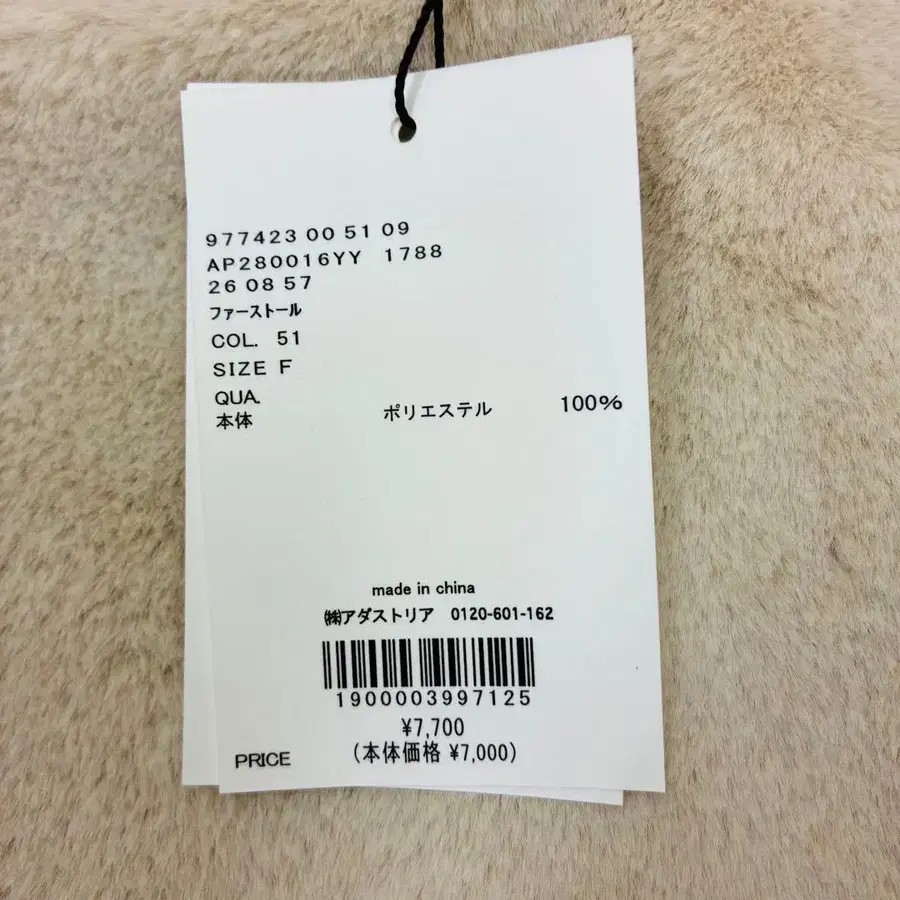 977423 00 51 09
AP280016YY 1788
26 08 57
ファーストール
COL. 51
SIZE F
QUA.
本体 ポリエステル 100%
made in china
㈱アダストリア 0120-601-162
1900003997125
¥7,700
(本体価格 ¥7,000)
PRICE